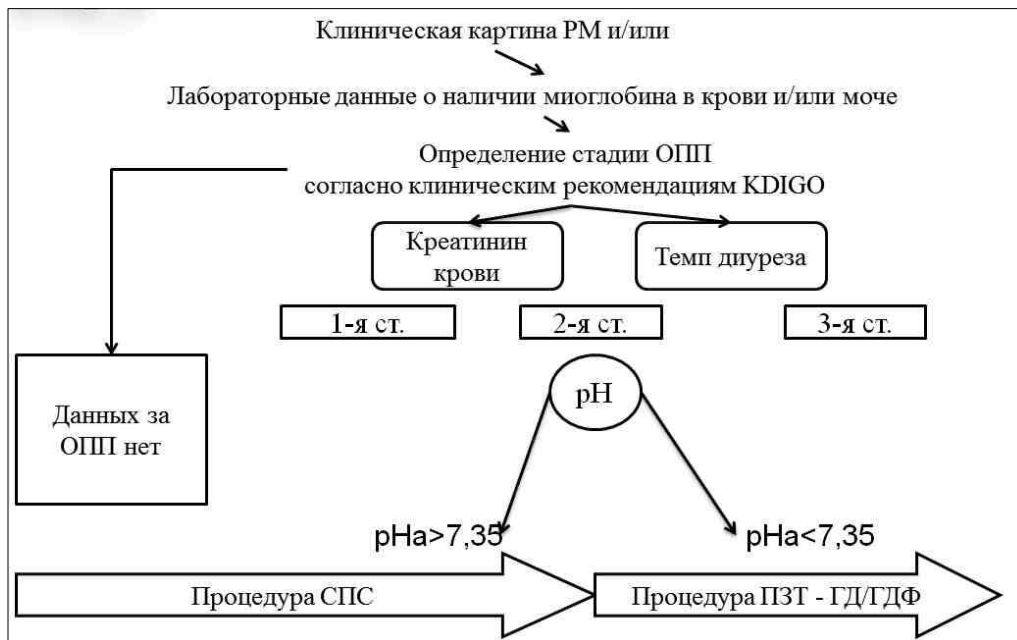 Клиническая картина РМ и/или
Лабораторные данные о наличии миоглобина в крови и/или моче
Определение стадии ОПП
согласно клиническим рекомендациям KDIGO
Креатинин
крови
Темп диуреза
1-я ст.
2-я ст.
3-я ст.
Данных за
ОПП нет
pH
pHa>7,35
pHa<7,35
Процедура СПС
Процедура ПЗТ - ГД/ГДФ